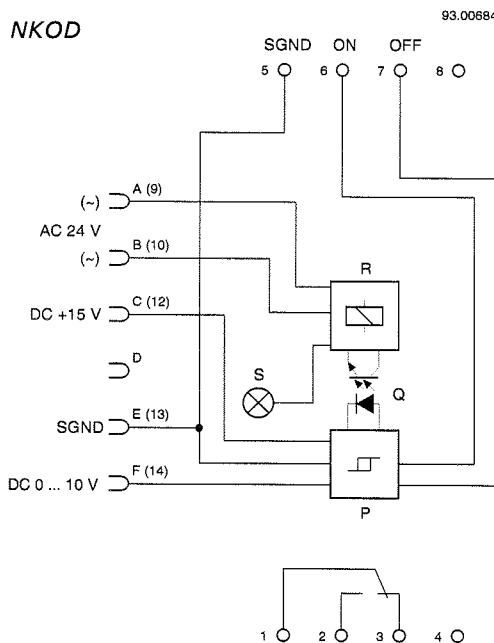 NKOD
93.00684
SGND ON OFF
5 6 7 8
A (9)
(~)
AC 24 V
B (10)
(~)
R
C (12)
DC +15 V
D
S
Q
E (13)
SGND
F (14)
DC 0 ... 10 V
P
1 2 3 4